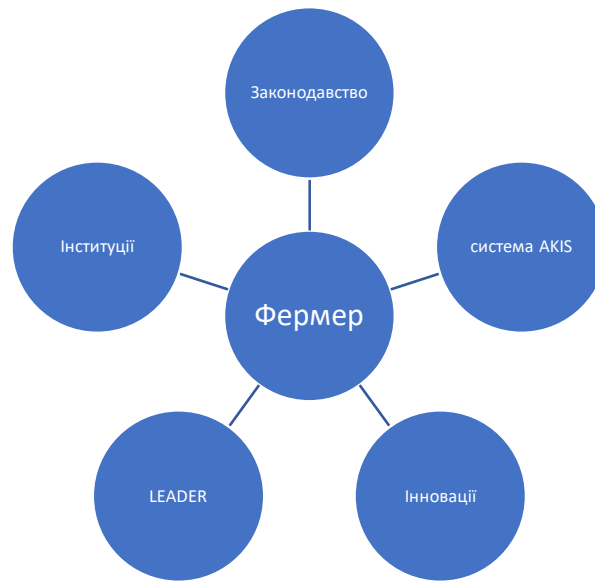 Законодавство
Інституції
система AKIS
Фермер
LEADER
Інновації